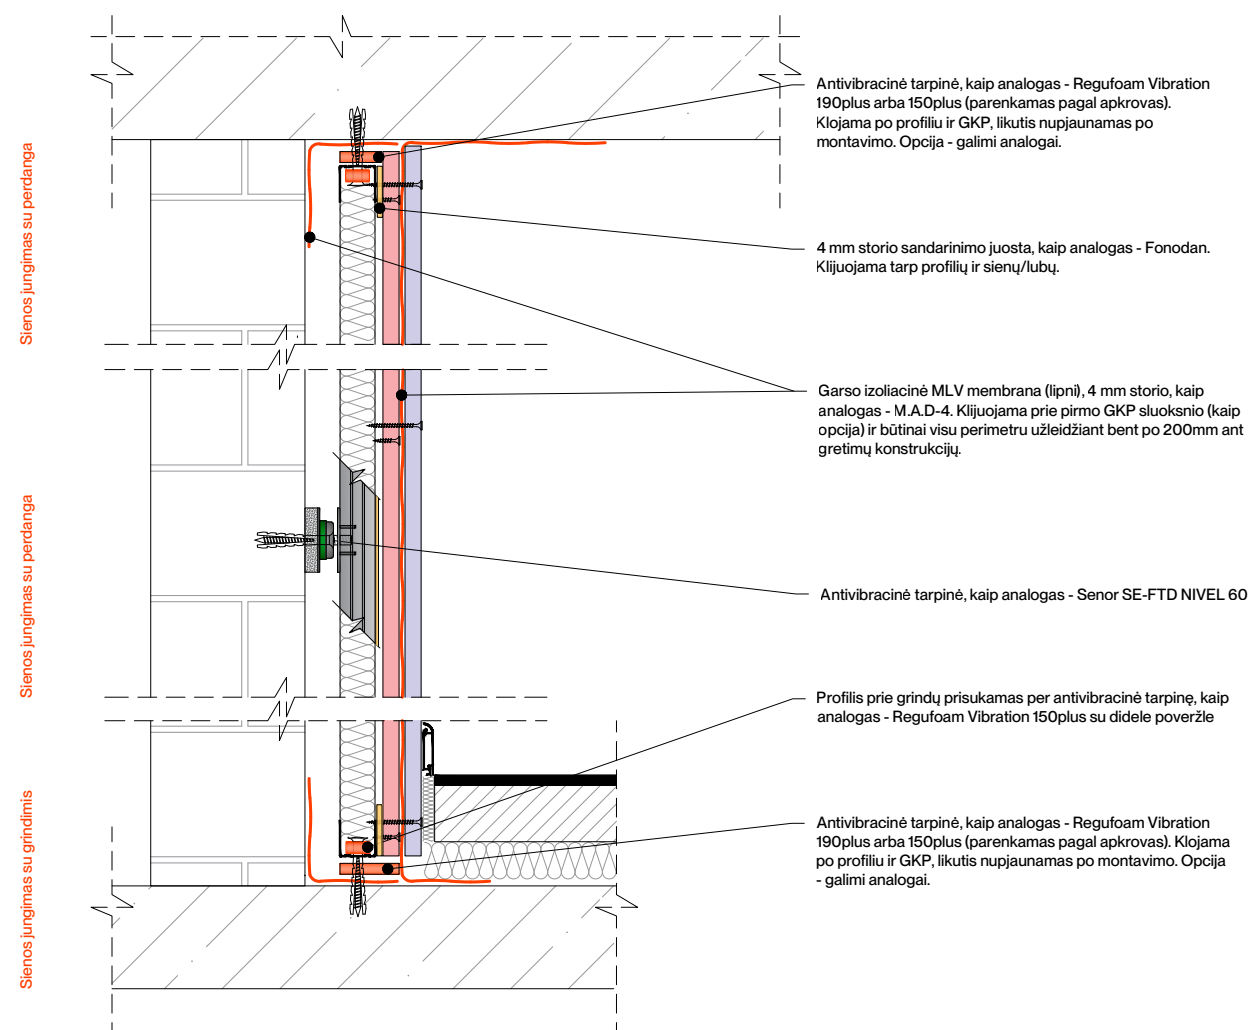 Sienos jungimas su perdanga
Antivibracinė tarpinė, kaip analogas - Regufoam Vibration
190plus arba 150plus (parenkamas pagal apkrovas).
Klojama po profiliu ir GKP, likutis nupjaunamas po
montavimo. Opcija - galimi analogai.
4 mm storio sandarinimo juosta, kaip analogas - Fonodan.
Klijuojama tarp profilių ir sienų/lubų.
Garso izoliacinė MLV membrana (lipni), 4 mm storio, kaip
analogas - M.A.D-4. Klijuojama prie pirmo GKP sluoksnio (kaip
opcija) ir būtinai visu perimetru užleidžiant bent po 200mm ant
gretimų konstrukcijų.
Sienos jungimas su perdanga
Antivibracinė tarpinė, kaip analogas - Senor SE-FTD NIVEL 60
Profilis prie grindų prisukamas per antivibracinė tarpinę, kaip
analogas - Regufoam Vibration 150plus su didele poveržle
Sienos jungimas su grindimis
Antivibracinė tarpinė, kaip analogas - Regufoam Vibration
190plus arba 150plus (parenkamas pagal apkrovas). Klojama
po profiliu ir GKP, likutis nupjaunamas po montavimo. Opcija
- galimi analogai.